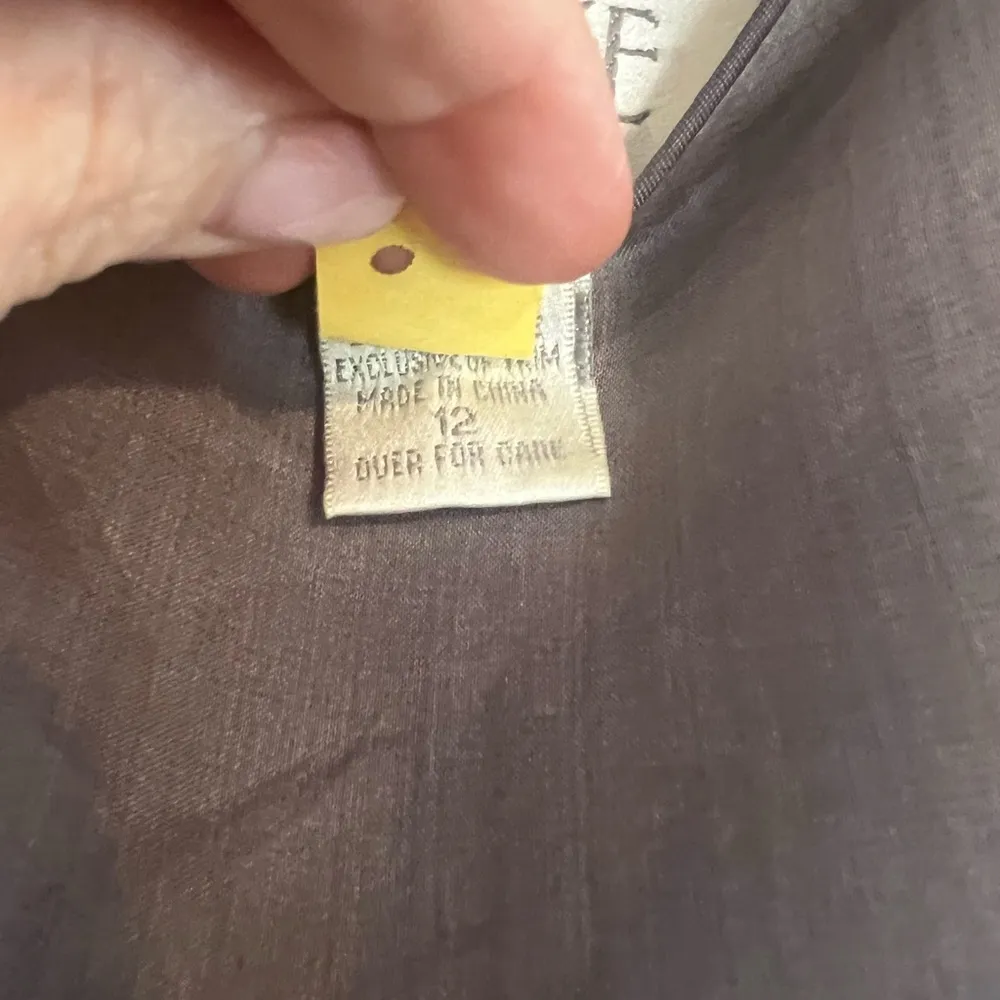 E
EXCLUSIVE OF TRIM
MADE IN CHINA
12
OVER FOR CARE